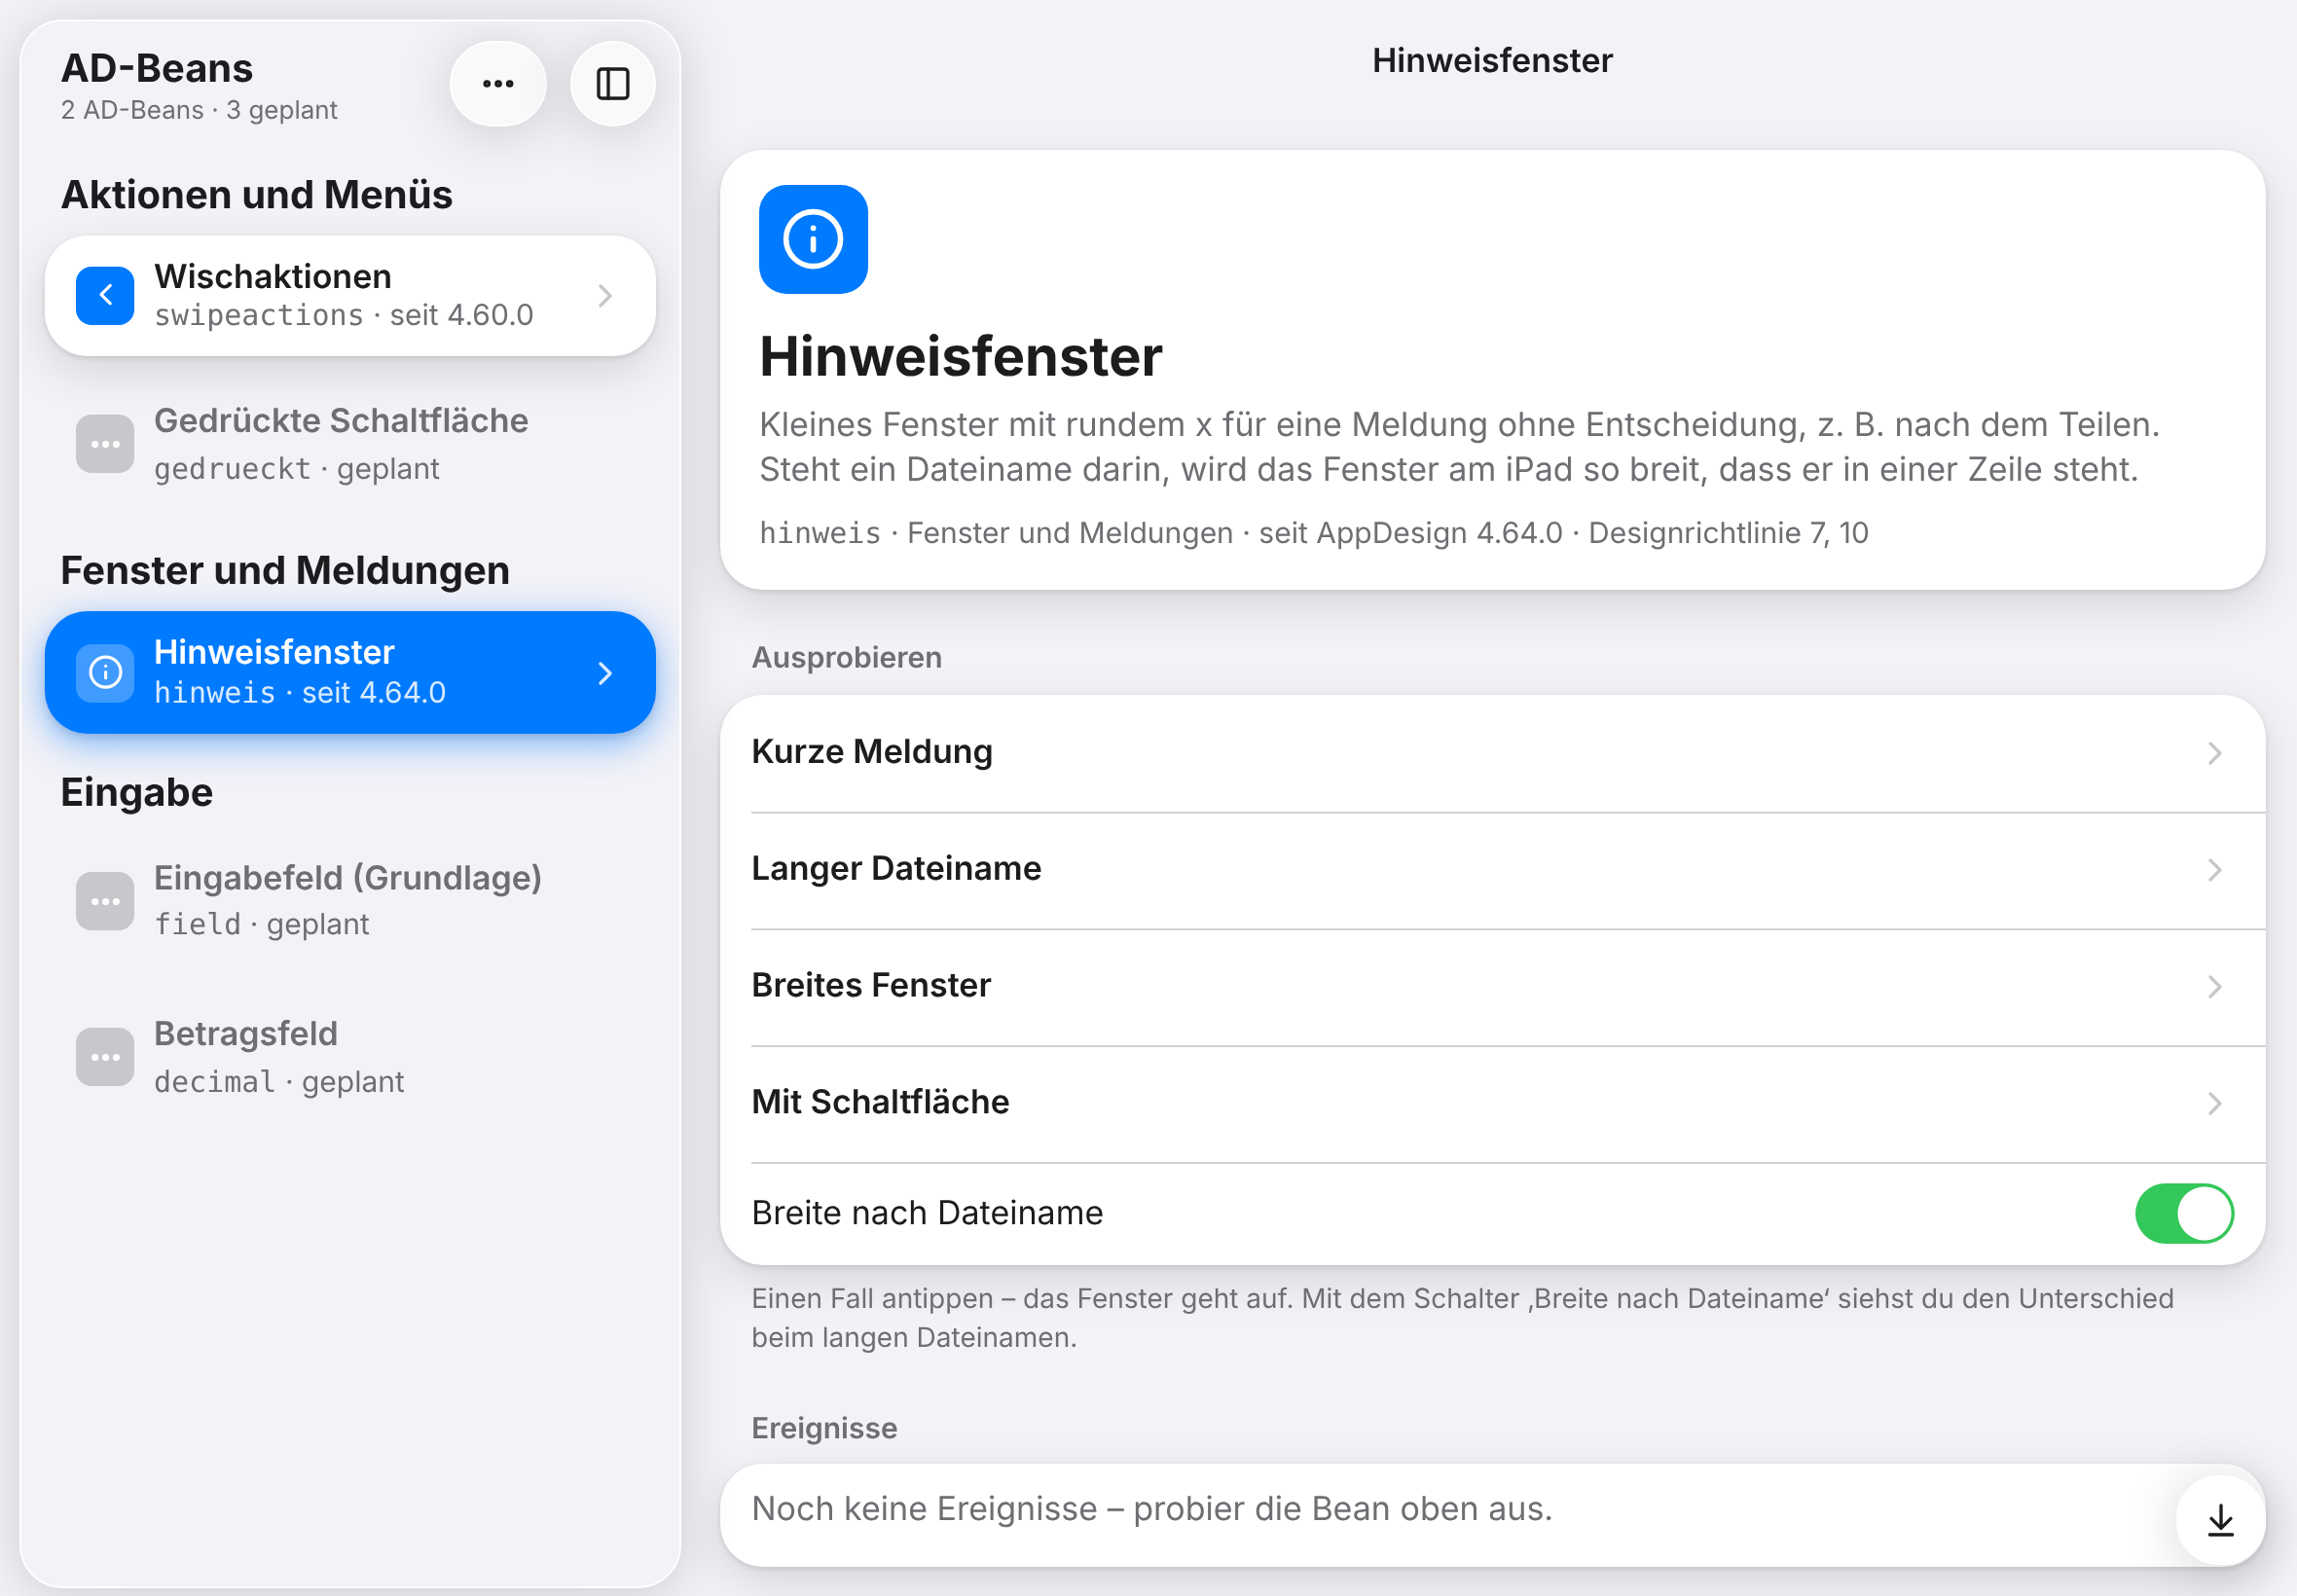 AD-Beans
2 AD-Beans · 3 geplant
Aktionen und Menüs
Wischaktionen
swipeactions · seit 4.60.0
Gedrückte Schaltfläche
gedrueckt · geplant
Fenster und Meldungen
Hinweisfenster
hinweis · seit 4.64.0
Eingabe
Eingabefeld (Grundlage)
field · geplant
Betragsfeld
decimal · geplant
Hinweisfenster
Hinweisfenster
Kleines Fenster mit rundem x für eine Meldung ohne Entscheidung, z. B. nach dem Teilen.
Steht ein Dateiname darin, wird das Fenster am iPad so breit, dass er in einer Zeile steht.
hinweis · Fenster und Meldungen · seit AppDesign 4.64.0 · Designrichtlinie 7, 10
Ausprobieren
Kurze Meldung
Langer Dateiname
Breites Fenster
Mit Schaltfläche
Breite nach Dateiname
Einen Fall antippen – das Fenster geht auf. Mit dem Schalter ‚Breite nach Dateiname‘ siehst du den Unterschied
beim langen Dateinamen.
Ereignisse
Noch keine Ereignisse – probier die Bean oben aus.